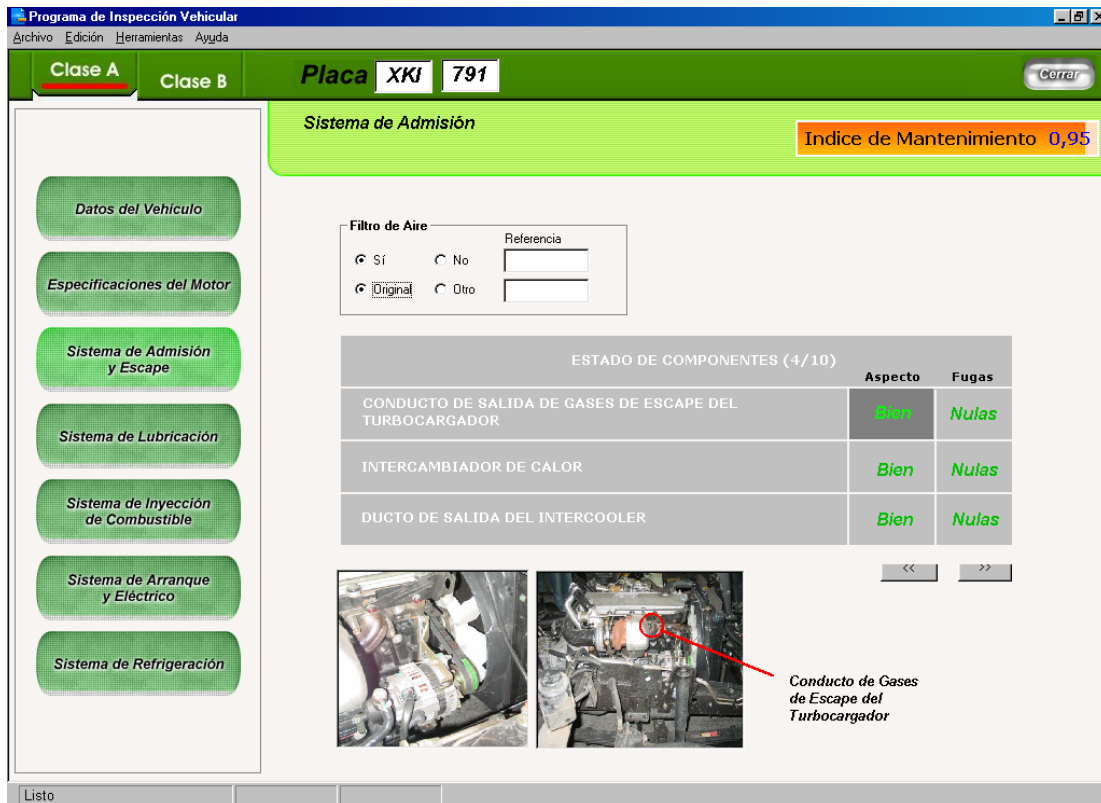 Programa de Inspección Vehicular
Archivo Edición Herramientas Ayuda
Clase A Clase B Placa XKI 791 Cerrar
Sistema de Admisión
Indice de Mantenimiento 0,95
Datos del Vehículo
Especificaciones del Motor
Sistema de Admisión
y Escape
Sistema de Lubricación
Sistema de Inyección
de Combustible
Sistema de Arranque
y Eléctrico
Sistema de Refrigeración
Filtro de Aire
Referencia
Sí No
Original Otro
ESTADO DE COMPONENTES (4/10)
Aspecto Fugas
CONDUCTO DE SALIDA DE GASES DE ESCAPE DEL
TURBOCARGADOR
Bien Nulas
INTERCAMBIADOR DE CALOR Bien Nulas
DUCTO DE SALIDA DEL INTERCOOLER Bien Nulas
<< >>
Conducto de Gases
de Escape del
Turbocargador
Listo